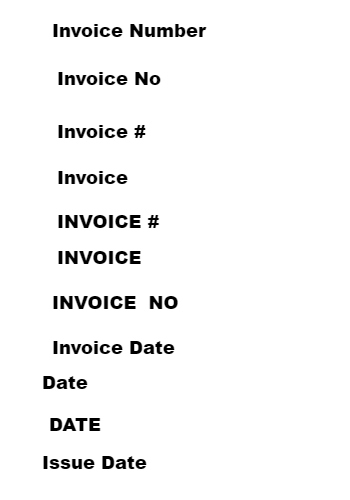 Invoice Number
Invoice No
Invoice #
Invoice
INVOICE #
INVOICE
INVOICE NO
Invoice Date
Date
DATE
Issue Date